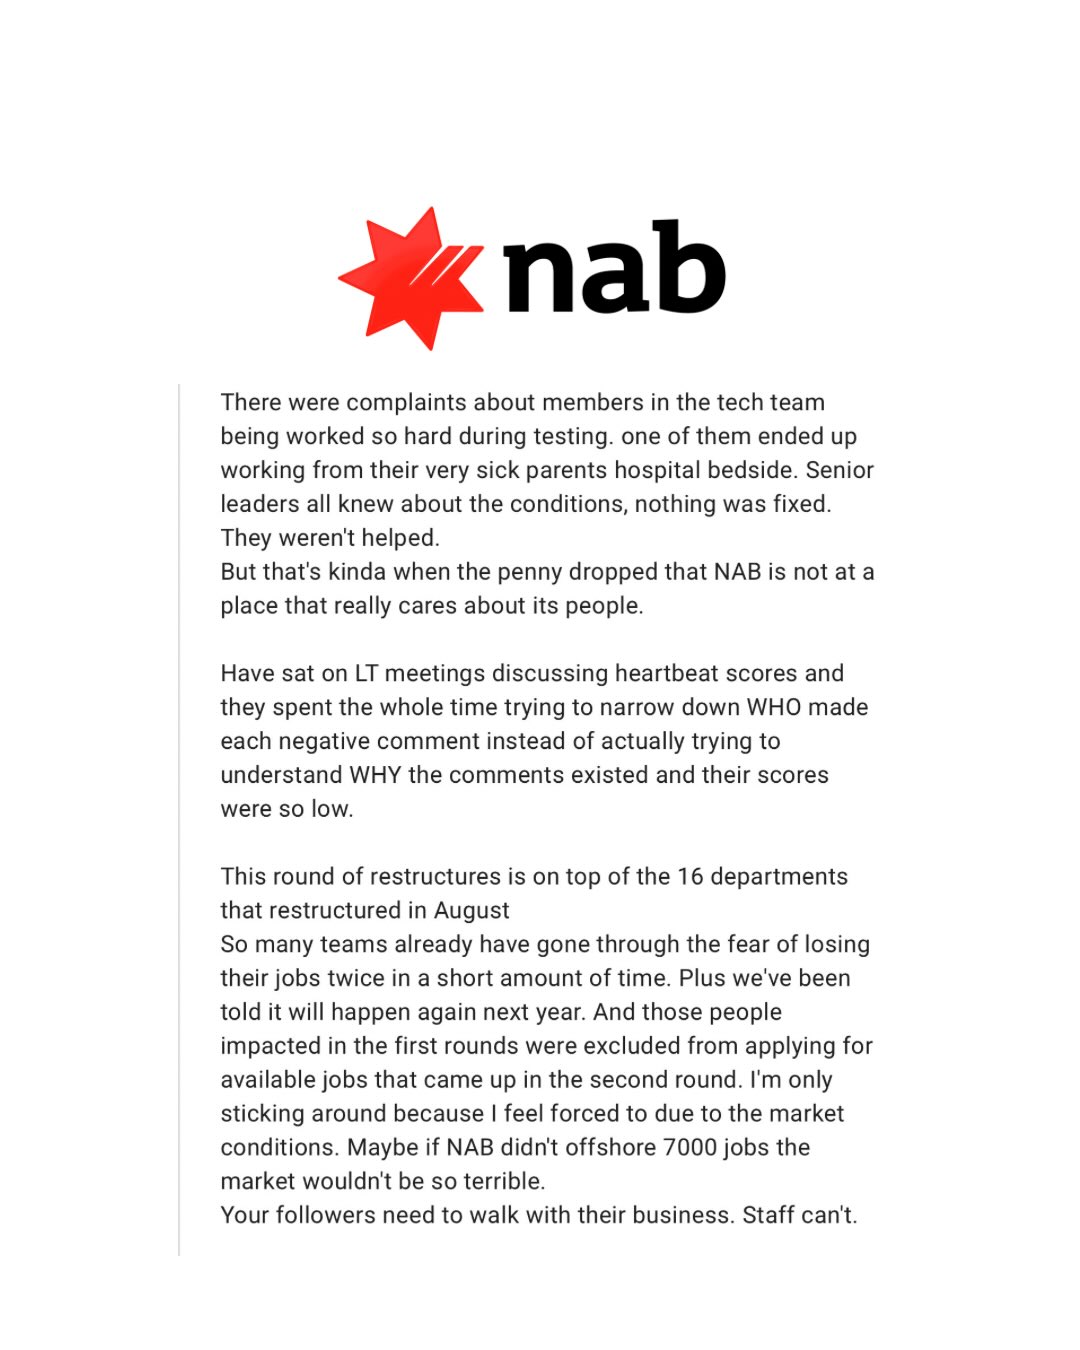 nab
There were complaints about members in the tech team
being worked so hard during testing. one of them ended up
working from their very sick parents hospital bedside. Senior
leaders all knew about the conditions, nothing was fixed.
They weren't helped.
But that's kinda when the penny dropped that NAB is not at a
place that really cares about its people.
Have sat on LT meetings discussing heartbeat scores and
they spent the whole time trying to narrow down WHO made
each negative comment instead of actually trying to
understand WHY the comments existed and their scores
were so low.
This round of restructures is on top of the 16 departments
that restructured in August
So many teams already have gone through the fear of losing
their jobs twice in a short amount of time. Plus we've been
told it will happen again next year. And those people
impacted in the first rounds were excluded from applying for
available jobs that came up in the second round. I'm only
sticking around because I feel forced to due to the market
conditions. Maybe if NAB didn't offshore 7000 jobs the
market wouldn't be so terrible.
Your followers need to walk with their business. Staff can't.